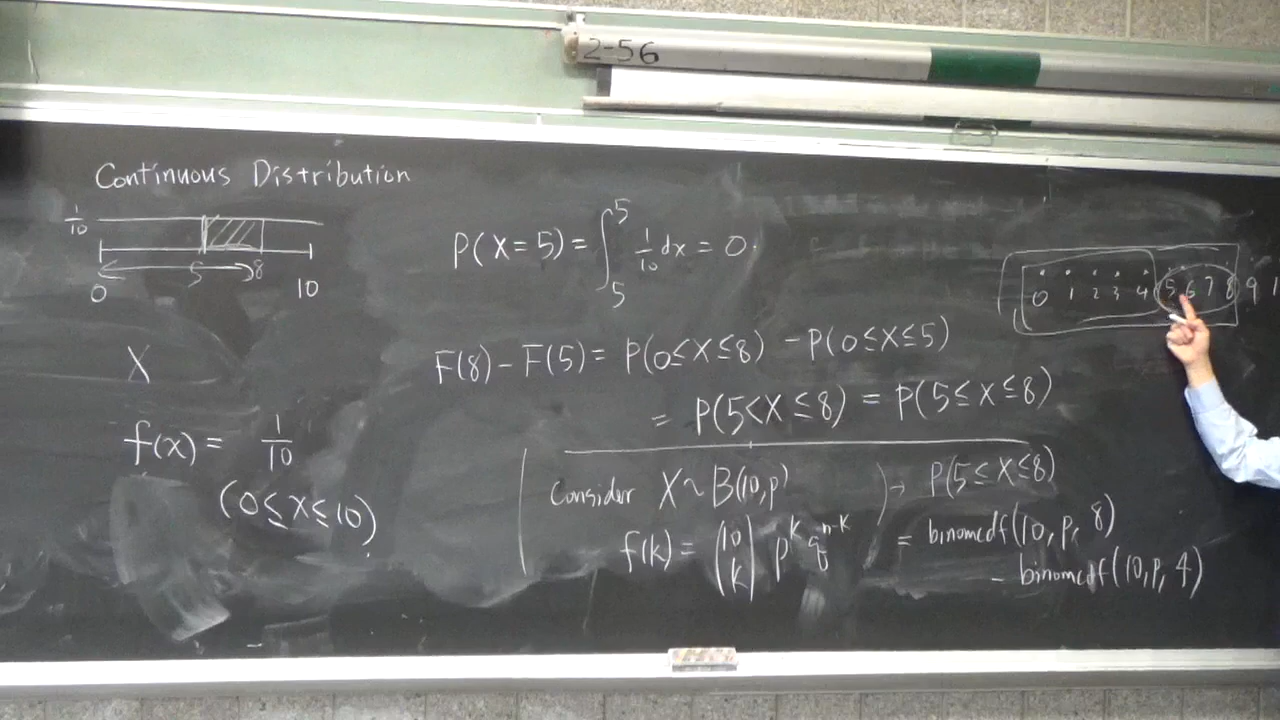 2-56
Continuous Distribution
1/10
5 8
0 10
X
f(x) = 1/10
(0≤x≤10)
P(X=5) = ∫₅⁵ 1/10 dx = 0.
F(8) - F(5) = P(0≤X≤8) - P(0≤X≤5)
= P(5<X≤8) = P(5≤X≤8)
Consider X~B(10,p) → P(5≤X≤8)
f(k) = (10 k) p^k q^n-k = binomcdf(10, p, 8)
- binomcdf(10, p, 4)
0 1 2 3 4 5 6 7 8 9 1